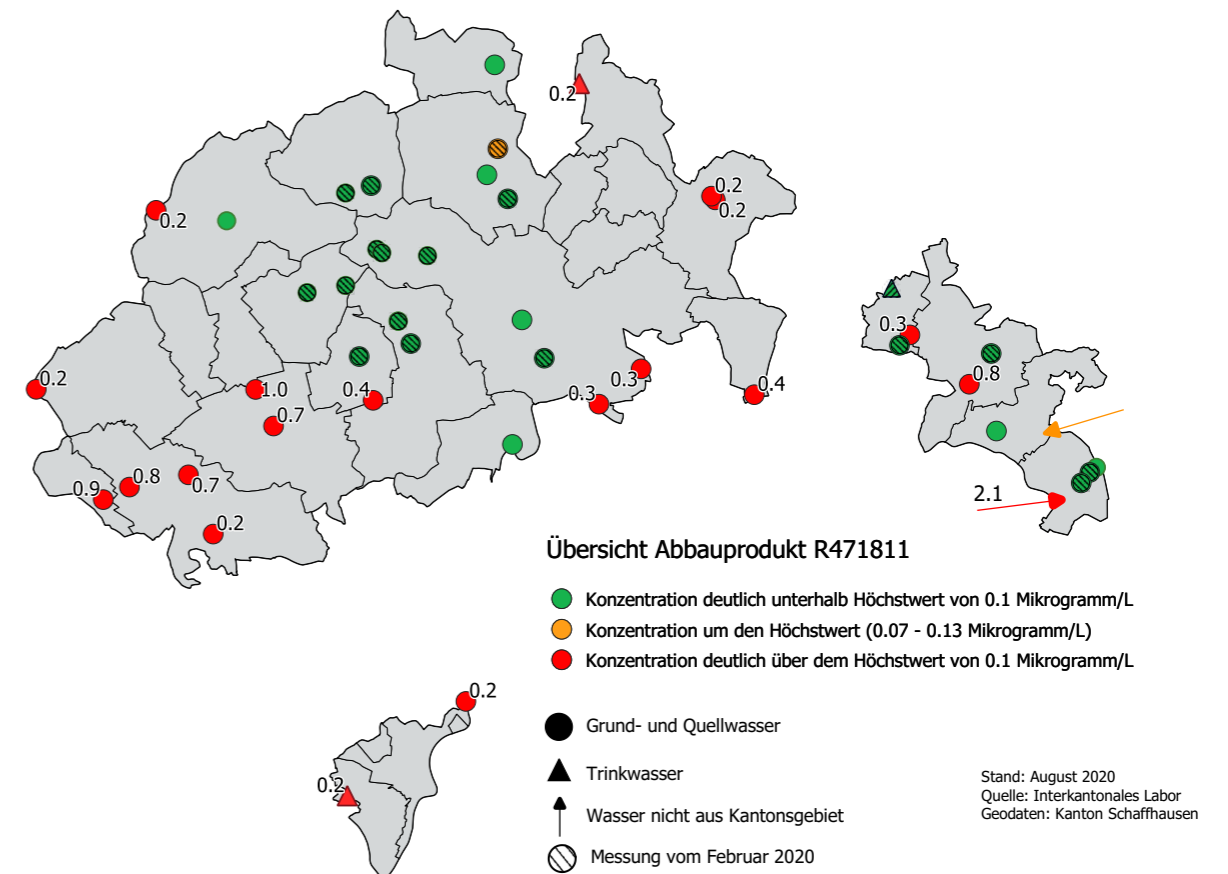 0.2
0.2
0.2
0.2
0.3
0.3
0.2
1.0
0.4
0.3
0.4
0.8
0.7
0.8
0.7
0.9
0.2
2.1
Übersicht Abbauprodukt R471811
Konzentration deutlich unterhalb Höchstwert von 0.1 Mikrogramm/L
Konzentration um den Höchstwert (0.07 - 0.13 Mikrogramm/L)
Konzentration deutlich über dem Höchstwert von 0.1 Mikrogramm/L
0.2
Grund- und Quellwasser
Trinkwasser
0.2
Wasser nicht aus Kantonsgebiet
Messung vom Februar 2020
Stand: August 2020
Quelle: Interkantonales Labor
Geodaten: Kanton Schaffhausen